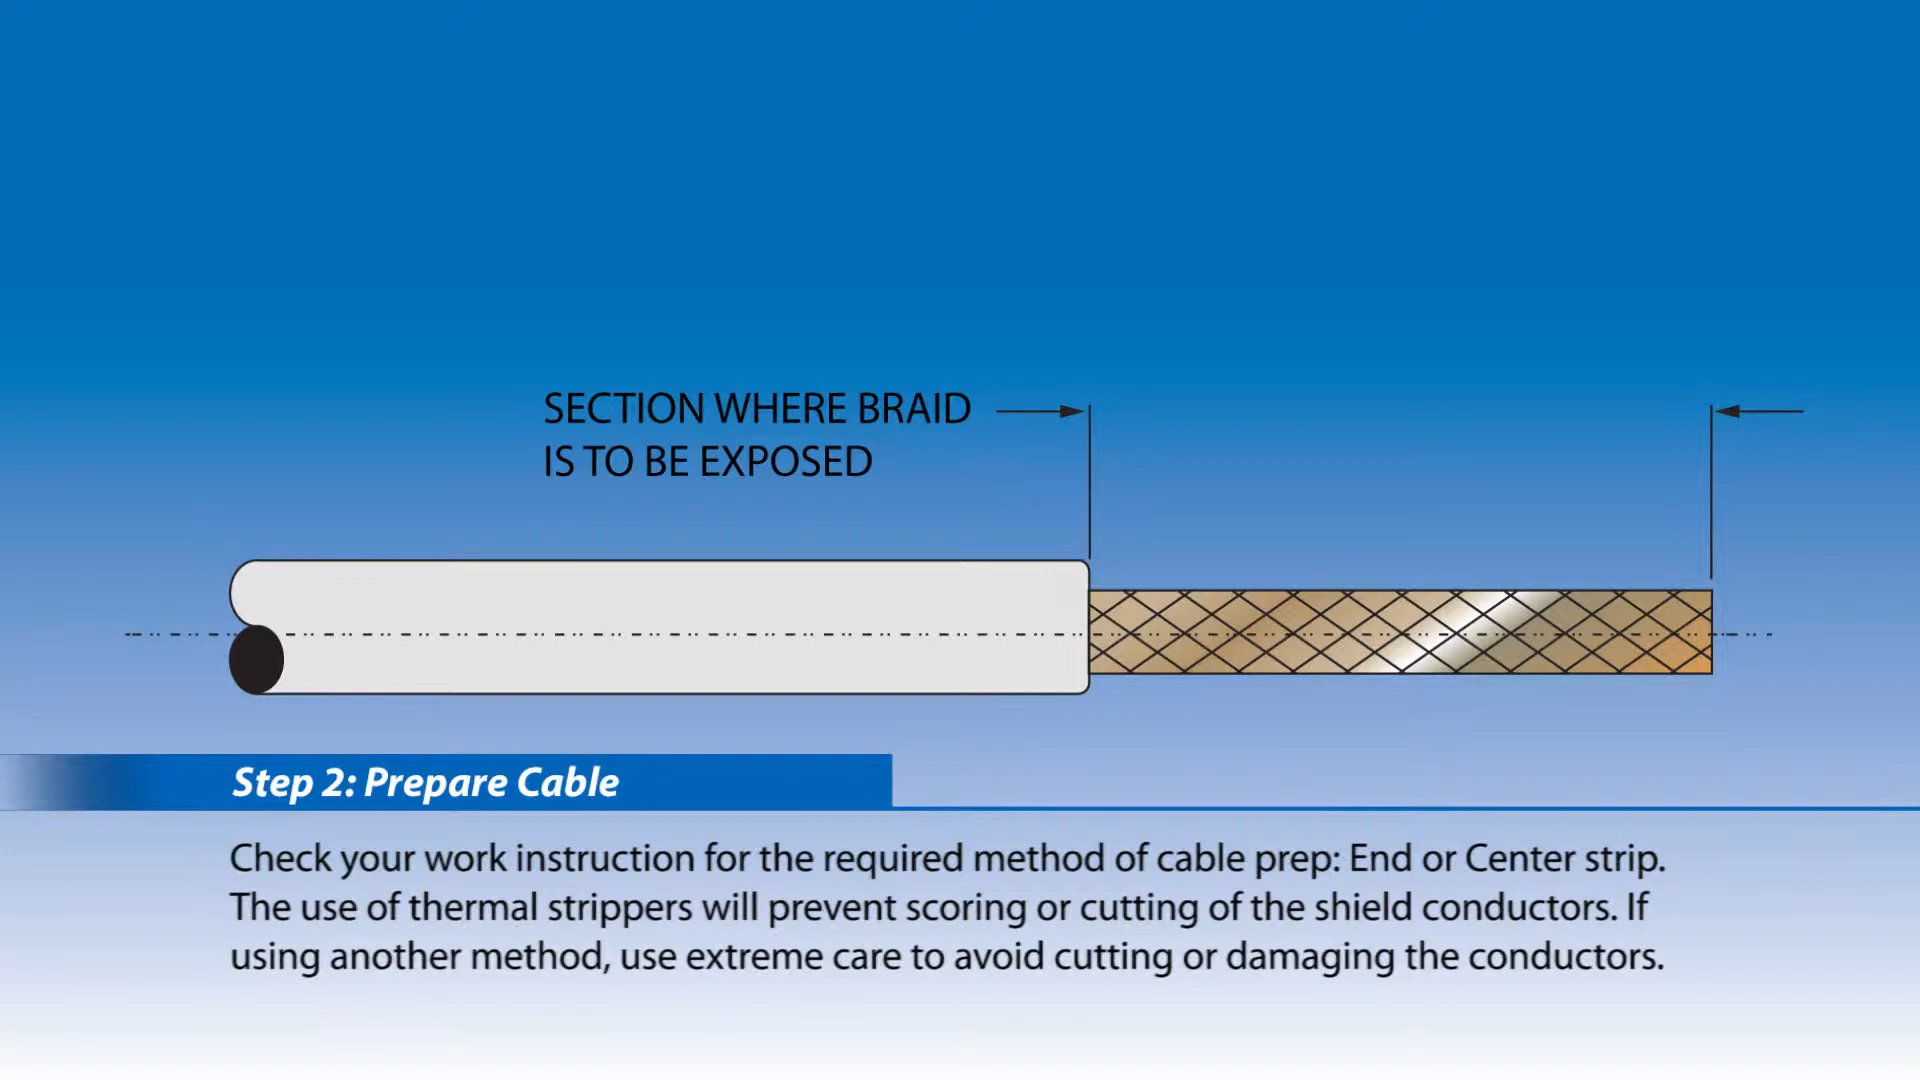 SECTION WHERE BRAID
IS TO BE EXPOSED
Step 2: Prepare Cable
Check your work instruction for the required method of cable prep: End or Center strip.
The use of thermal strippers will prevent scoring or cutting of the shield conductors. If
using another method, use extreme care to avoid cutting or damaging the conductors.